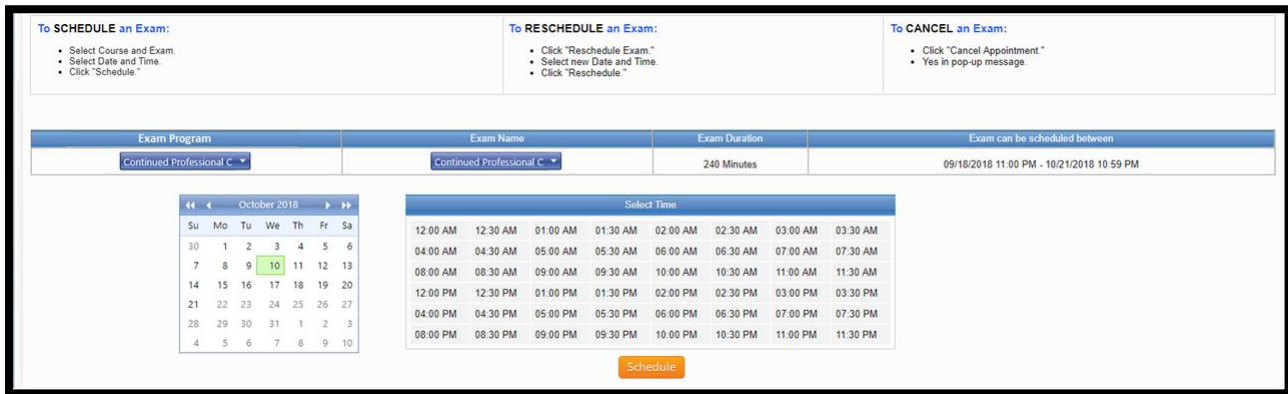 To SCHEDULE an Exam:
• Select Course and Exam.
• Select Date and Time.
• Click "Schedule."
To RESCHEDULE an Exam:
• Click "Reschedule Exam."
• Select new Date and Time.
• Click "Reschedule."
To CANCEL an Exam:
• Click "Cancel Appointment."
• Yes in pop-up message.
Exam Program Exam Name Exam Duration Exam can be scheduled between
Continued Professional C Continued Professional C 240 Minutes 09/18/2018 11:00 PM - 10/21/2018 10:59 PM
October 2018
Su Mo Tu We Th Fr Sa
30 1 2 3 4 5 6
7 8 9 10 11 12 13
14 15 16 17 18 19 20
21 22 23 24 25 26 27
28 29 30 31 1 2 3
4 5 6 7 8 9 10
Select Time
12:00 AM 12:30 AM 01:00 AM 01:30 AM 02:00 AM 02:30 AM 03:00 AM 03:30 AM
04:00 AM 04:30 AM 05:00 AM 05:30 AM 06:00 AM 06:30 AM 07:00 AM 07:30 AM
08:00 AM 08:30 AM 09:00 AM 09:30 AM 10:00 AM 10:30 AM 11:00 AM 11:30 AM
12:00 PM 12:30 PM 01:00 PM 01:30 PM 02:00 PM 02:30 PM 03:00 PM 03:30 PM
04:00 PM 04:30 PM 05:00 PM 05:30 PM 06:00 PM 06:30 PM 07:00 PM 07:30 PM
08:00 PM 08:30 PM 09:00 PM 09:30 PM 10:00 PM 10:30 PM 11:00 PM 11:30 PM
Schedule